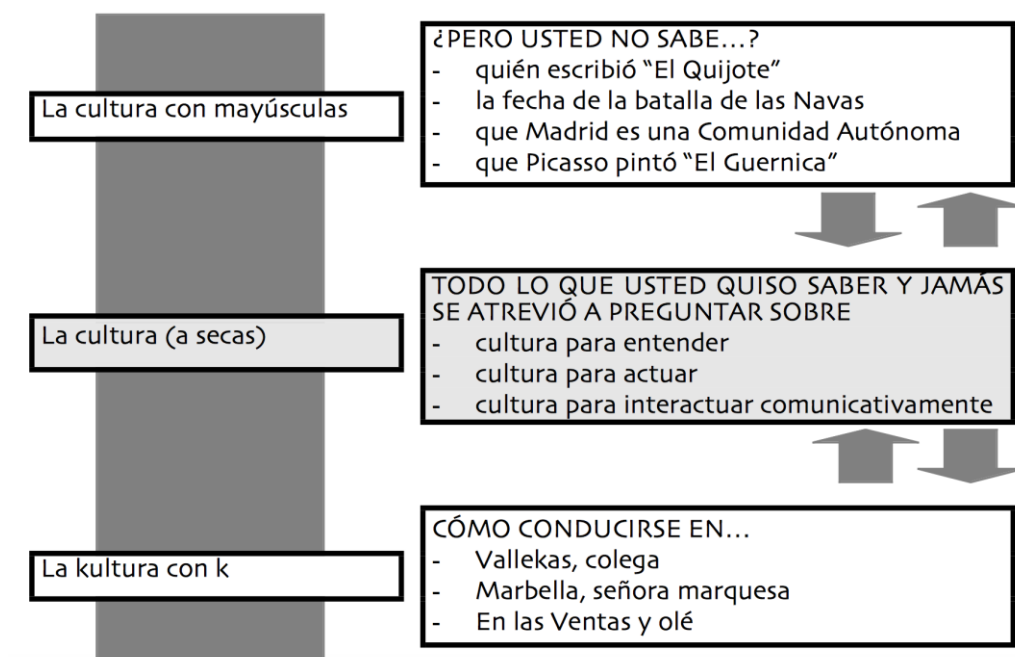 La cultura con mayúsculas
¿PERO USTED NO SABE...?
- quién escribió “El Quijote”
- la fecha de la batalla de las Navas
- que Madrid es una Comunidad Autónoma
- que Picasso pintó “El Guernica”
La cultura (a secas)
TODO LO QUE USTED QUISO SABER Y JAMÁS
SE ATREVIÓ A PREGUNTAR SOBRE
- cultura para entender
- cultura para actuar
- cultura para interactuar comunicativamente
La kultura con k
CÓMO CONDUCIRSE EN...
- Vallekas, colega
- Marbella, señora marquesa
- En las Ventas y olé